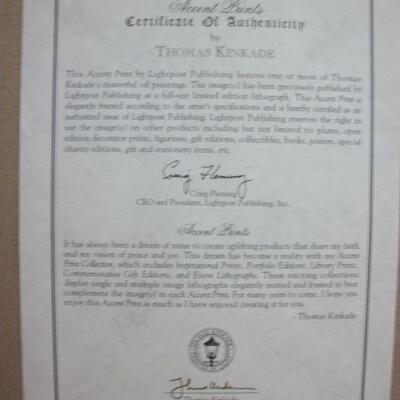 Accent Prints
Certificate Of Authenticity
by
THOMAS KINKADE
This Accent Print by Lightpost Publishing honors one or more of Thomas
Kinkade's masterful oil paintings. The image(s) has been previously published by
Lightpost Publishing as a full-size limited edition lithograph. This Accent Print is
elegantly framed according to the artist's specifications and is hereby certified as an
authorized issue of Lightpost Publishing. Lightpost Publishing reserves the right to
use the image(s) on other products including but not limited to: plates, open
edition decorator prints, figurines, gift editions, collectibles, books, posters, special
charity editions, gift and stationery items, etc.
Craig Fleming
Craig Fleming
CEO and President, Lightpost Publishing, Inc.
Accent Prints
It has always been a dream of mine to create uplifting products that share my faith
and my vision of peace and joy. This dream has become a reality with my Accent
Print Collection, which includes Inspirational Prints, Portfolio Editions, Library Prints,
Commemorative Gift Editions, and Event Lithographs. These exciting collections
display single and multiple image lithographs elegantly matted and framed to best
complement the image(s) in each Accent Print. For many years to come, I hope you
enjoy this Accent Print as much as I have enjoyed creating it for you.
- Thomas Kinkade
THOMAS KINKADE
Thomas Kinkade